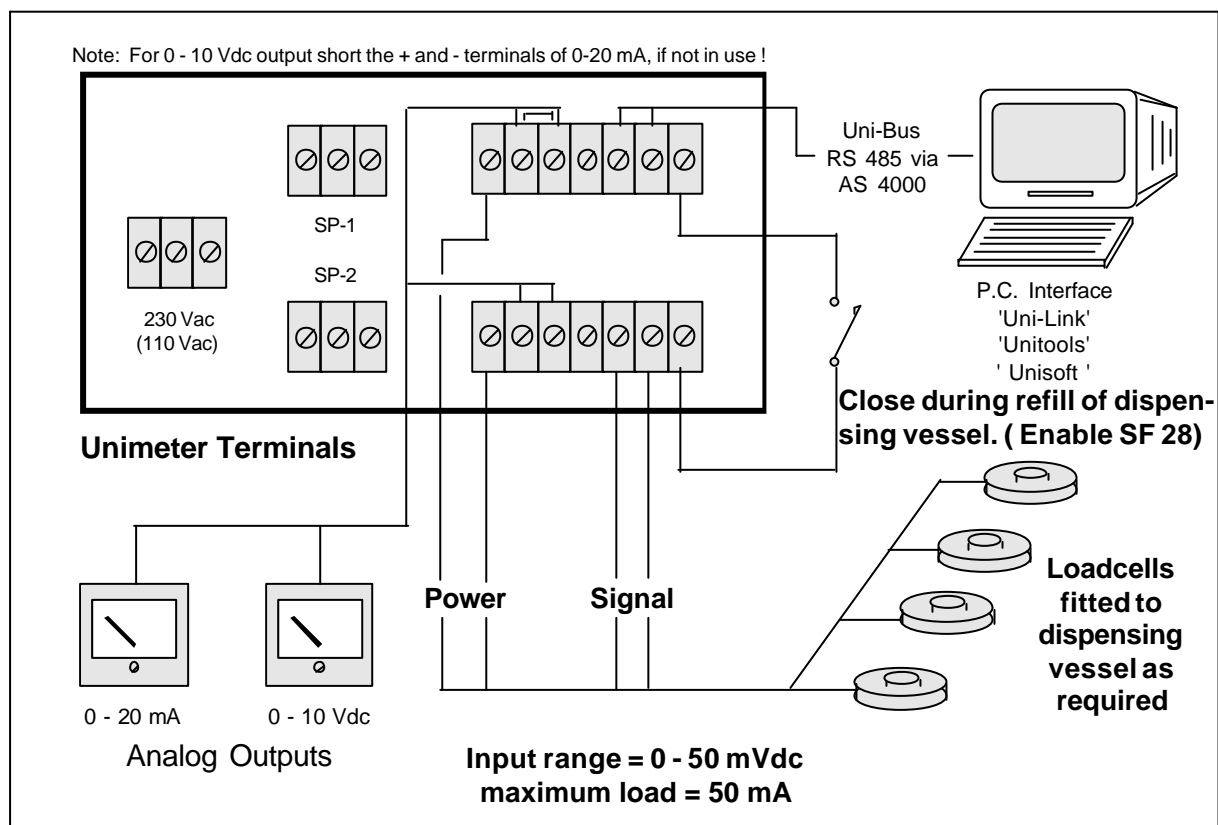 Note: For 0 - 10 Vdc output short the + and - terminals of 0-20 mA, if not in use !
Uni-Bus
RS 485 via
AS 4000
SP-1
SP-2
230 Vac
(110 Vac)
P.C. Interface
'Uni-Link'
'Unitools'
' Unisoft '
Close during refill of dispen-
sing vessel. ( Enable SF 28)
Unimeter Terminals
Power
Signal
Loadcells
fitted to
dispensing
vessel as
required
0 - 20 mA
0 - 10 Vdc
Analog Outputs
Input range = 0 - 50 mVdc
maximum load = 50 mA